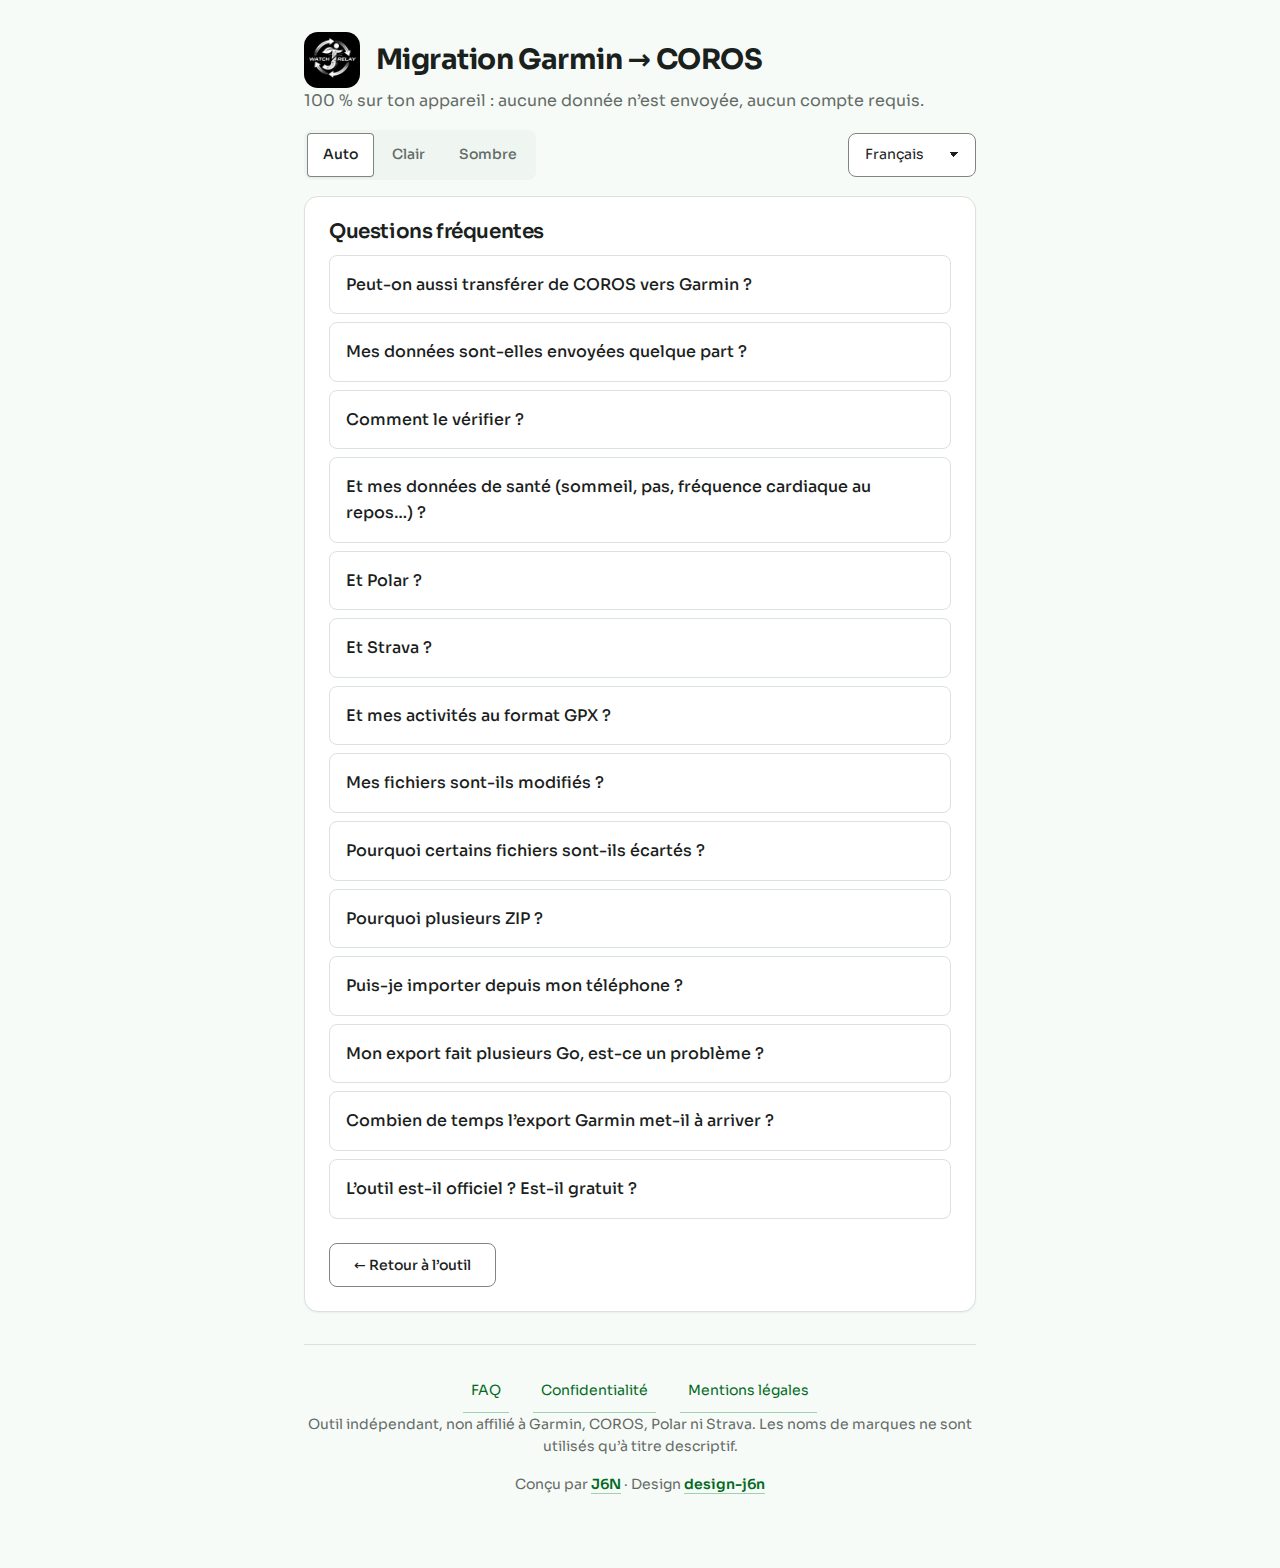 WATCH RELAY
Migration Garmin → COROS
100 % sur ton appareil : aucune donnée n’est envoyée, aucun compte requis.
Auto Clair Sombre Français
Questions fréquentes
Peut-on aussi transférer de COROS vers Garmin ?
Mes données sont-elles envoyées quelque part ?
Comment le vérifier ?
Et mes données de santé (sommeil, pas, fréquence cardiaque au
repos…) ?
Et Polar ?
Et Strava ?
Et mes activités au format GPX ?
Mes fichiers sont-ils modifiés ?
Pourquoi certains fichiers sont-ils écartés ?
Pourquoi plusieurs ZIP ?
Puis-je importer depuis mon téléphone ?
Mon export fait plusieurs Go, est-ce un problème ?
Combien de temps l’export Garmin met-il à arriver ?
L’outil est-il officiel ? Est-il gratuit ?
← Retour à l’outil
FAQ Confidentialité Mentions légales
Outil indépendant, non affilié à Garmin, COROS, Polar ni Strava. Les noms de marques ne sont
utilisés qu’à titre descriptif.
Conçu par J6N · Design design-j6n